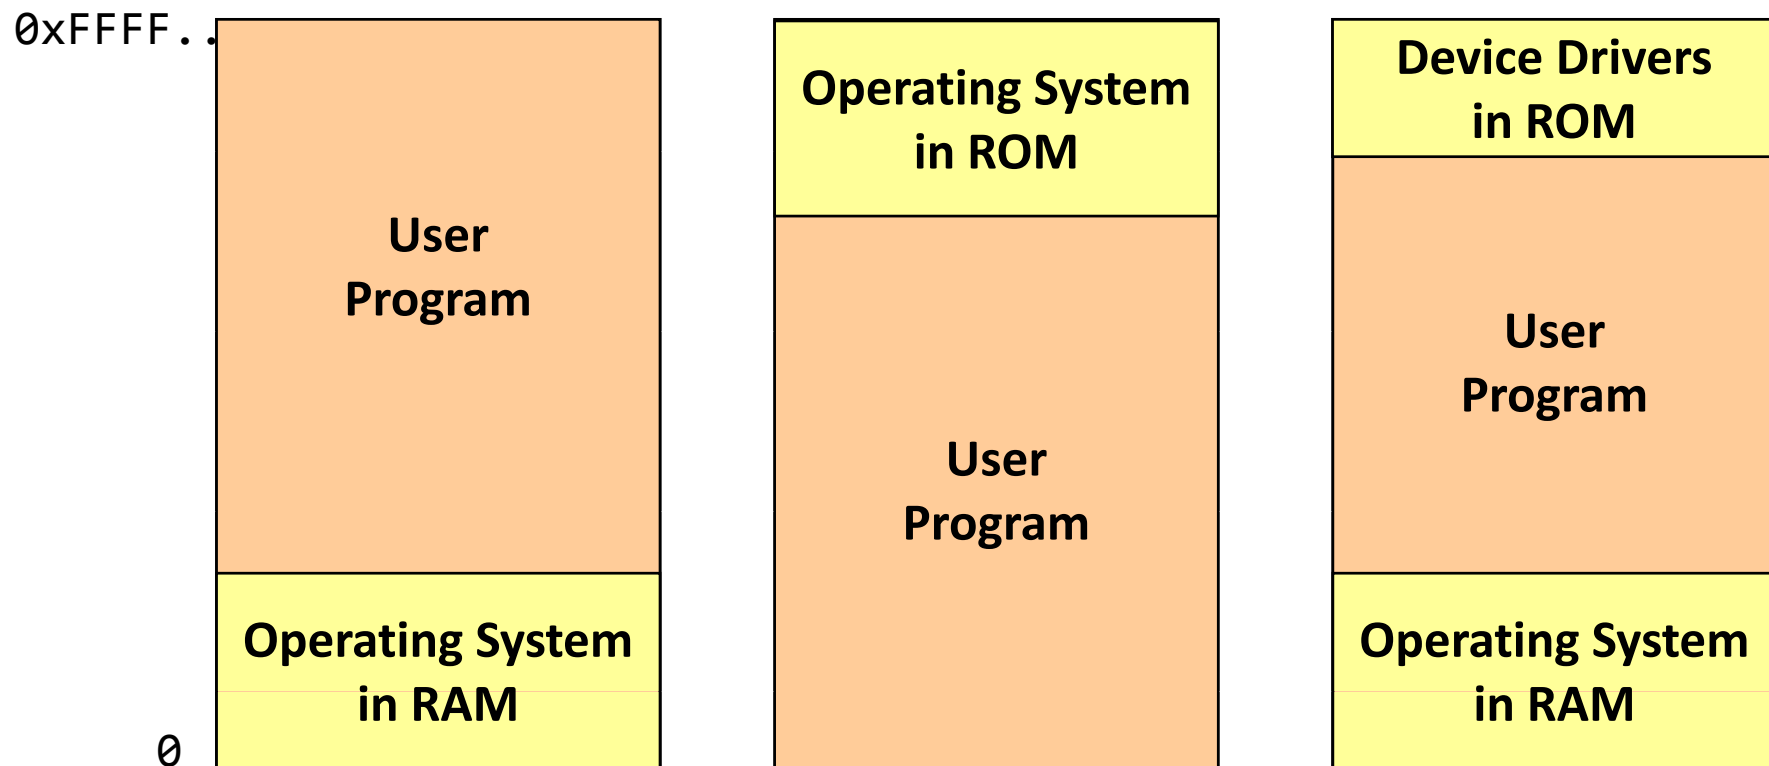 0xFFFF..
User
Program
Operating System
in RAM
0
Operating System
in ROM
User
Program
Device Drivers
in ROM
User
Program
Operating System
in RAM